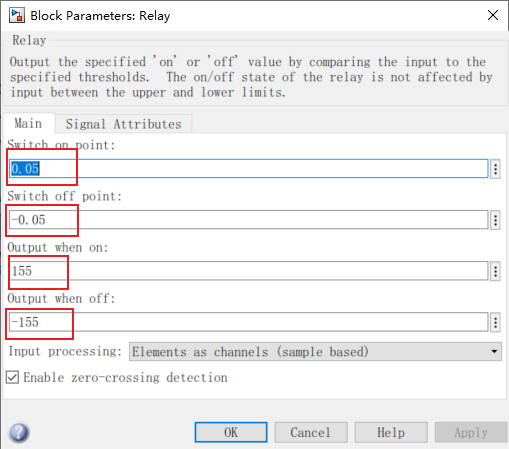 Block Parameters: Relay
Relay
Output the specified 'on' or 'off' value by comparing the input to the
specified thresholds.  The on/off state of the relay is not affected by
input between the upper and lower limits.
Main Signal Attributes
Switch on point:
0.05
Switch off point:
-0.05
Output when on:
155
Output when off:
-155
Input processing: Elements as channels (sample based)
Enable zero-crossing detection
? OK Cancel Help Apply